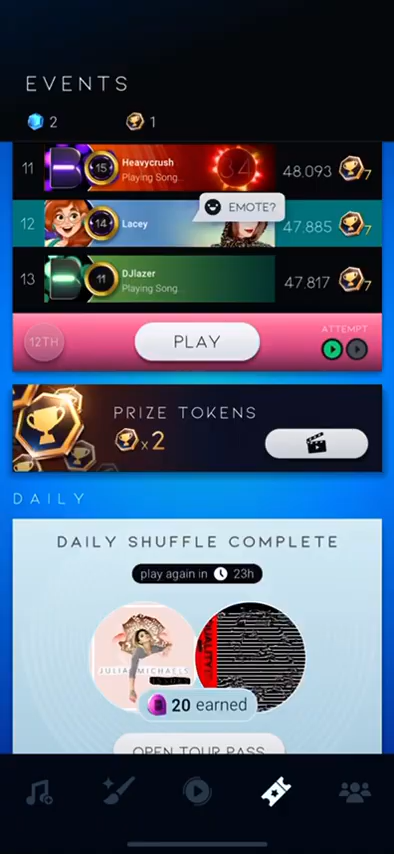 EVENTS
2 1
11 15 Heavycrush 34 48.093 7
Playing Song...
EMOTE?
12 14 Lacey 47.885 7
13 11 DJlazer 47.817 7
Playing Song...
12TH PLAY ATTEMPT
PRIZE TOKENS
x2
DAILY
DAILY SHUFFLE COMPLETE
play again in 23h
JULIA MICHAELS
20 earned
OPEN TOUR PASS